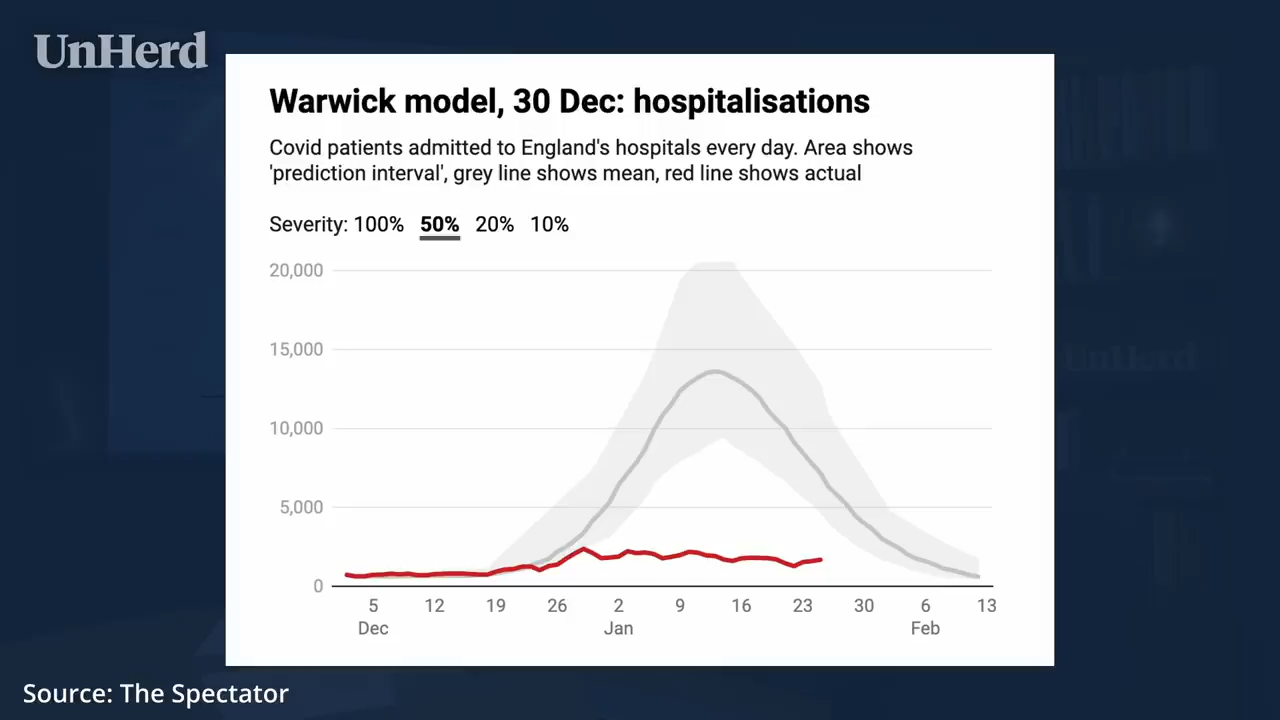 UnHerd
Warwick model, 30 Dec: hospitalisations
Covid patients admitted to England's hospitals every day. Area shows
'prediction interval', grey line shows mean, red line shows actual
Severity: 100% 50% 20% 10%
20,000
15,000
10,000
5,000
0
5 12 19 26 2 9 16 23 30 6 13
Dec Jan Feb
UnHerd
Source: The Spectator